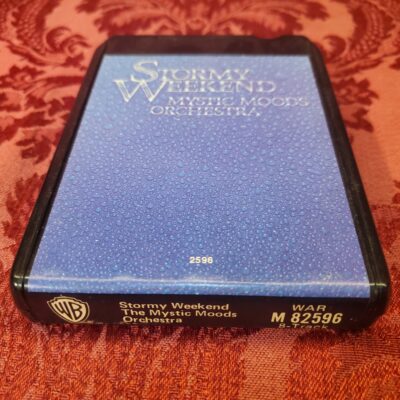 STORMY
WEEKEND
MYSTIC MOODS
ORCHESTRA
2596
WB
Stormy Weekend
The Mystic Moods
Orchestra
WAR
M 82596
8-Track